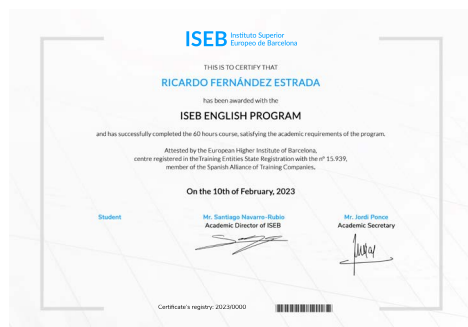 ISEB Instituto Superior
Europeo de Barcelona
THIS IS TO CERTIFY THAT
RICARDO FERNÁNDEZ ESTRADA
has been awarded with the
ISEB ENGLISH PROGRAM
and has successfully completed the 60 hours course, satisfying the academic requirements of the program.
Attested by the European Higher Institute of Barcelona,
centre registered in the Training Entities State Registration with the nº 15.939,
member of the Spanish Alliance of Training Companies.
On the 10th of February, 2023
Student
Mr. Santiago Navarro-Rubio
Mr. Jordi Ponce
Academic Director of ISEB
Academic Secretary
Certificate's registry: 2023/0000